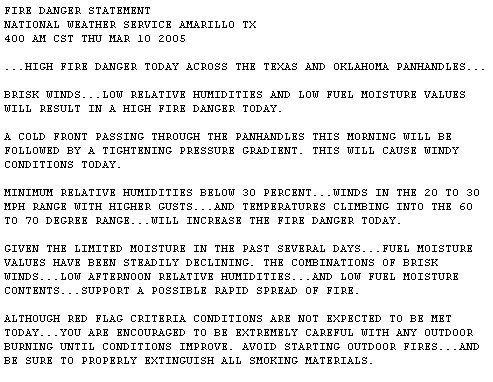 FIRE DANGER STATEMENT
NATIONAL WEATHER SERVICE AMARILLO TX
400 AM CST THU MAR 10 2005
...HIGH FIRE DANGER TODAY ACROSS THE TEXAS AND OKLAHOMA PANHANDLES...
BRISK WINDS...LOW RELATIVE HUMIDITIES AND LOW FUEL MOISTURE VALUES
WILL RESULT IN A HIGH FIRE DANGER TODAY.
A COLD FRONT PASSING THROUGH THE PANHANDLES THIS MORNING WILL BE
FOLLOWED BY A TIGHTENING PRESSURE GRADIENT. THIS WILL CAUSE WINDY
CONDITIONS TODAY.
MINIMUM RELATIVE HUMIDITIES BELOW 30 PERCENT...WINDS IN THE 20 TO 30
MPH RANGE WITH HIGHER GUSTS...AND TEMPERATURES CLIMBING INTO THE 60
TO 70 DEGREE RANGE...WILL INCREASE THE FIRE DANGER TODAY.
GIVEN THE LIMITED MOISTURE IN THE PAST SEVERAL DAYS...FUEL MOISTURE
VALUES HAVE BEEN STEADILY DECLINING. THE COMBINATIONS OF BRISK
WINDS...LOW AFTERNOON RELATIVE HUMIDITIES...AND LOW FUEL MOISTURE
CONTENTS...SUPPORT A POSSIBLE RAPID SPREAD OF FIRE.
ALTHOUGH RED FLAG CRITERIA CONDITIONS ARE NOT EXPECTED TO BE MET
TODAY...YOU ARE ENCOURAGED TO BE EXTREMELY CAREFUL WITH ANY OUTDOOR
BURNING UNTIL CONDITIONS IMPROVE. AVOID STARTING OUTDOOR FIRES...AND
BE SURE TO PROPERLY EXTINGUISH ALL SMOKING MATERIALS.